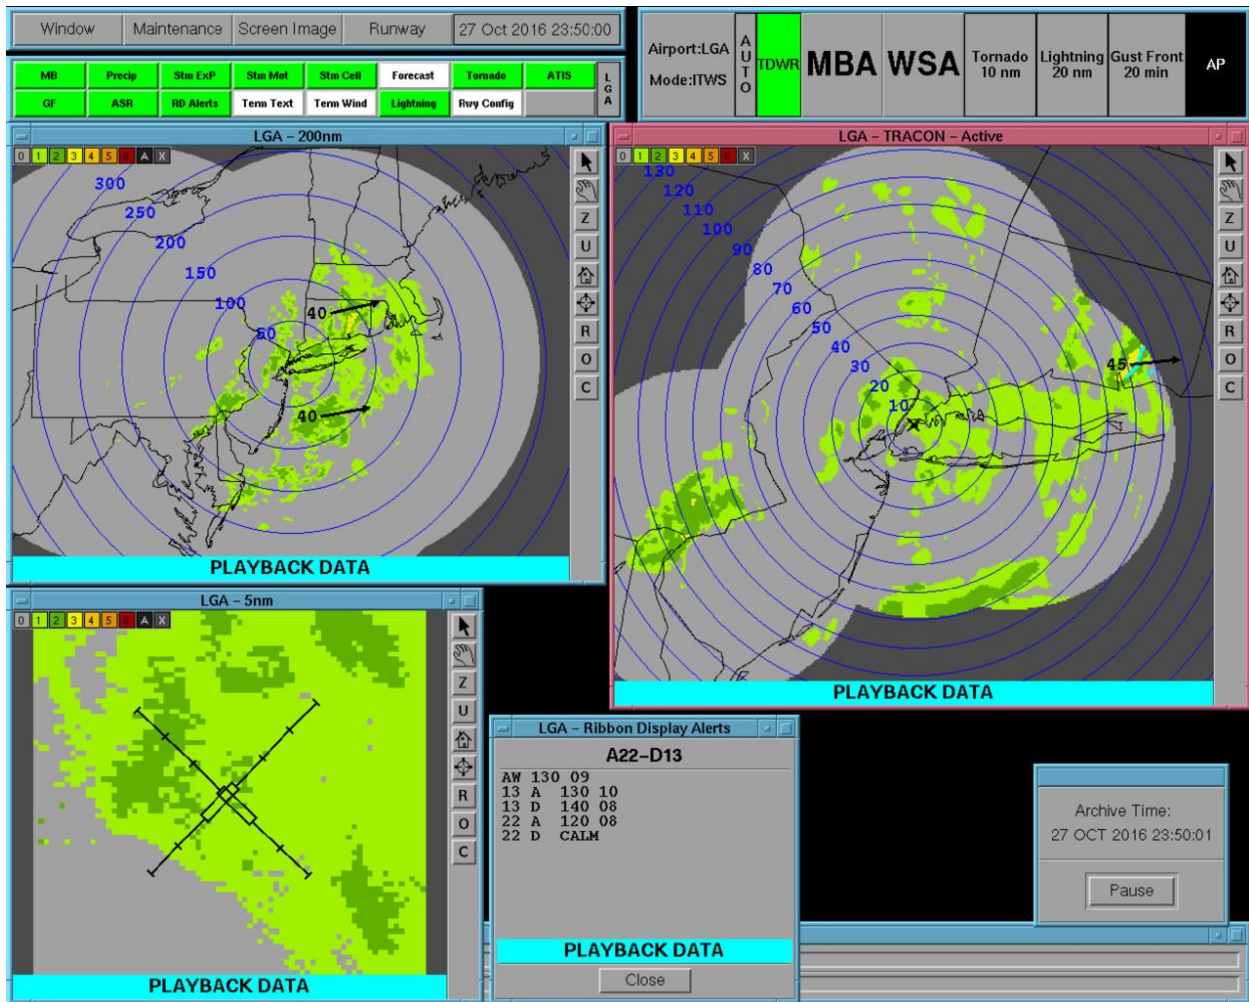 Window Maintenance Screen Image Runway 27 Oct 2016 23:50:00
MB Precip Stm ExP Stm Mot Stm Cell Forecast Tornado ATIS
GF ASR RD Alerts Term Text Term Wind Lightning Rwy Config
LGA
Airport:LGA
Mode:ITWS
AUTO
TDWR
MBA
WSA
Tornado
10 nm
Lightning
20 nm
Gust Front
20 min
AP
LGA - 200nm
0 1 2 3 4 5 6 A X
300
250
200
150
100
50
40
40
Z
U
R
O
C
PLAYBACK DATA
LGA - TRACON - Active
0 1 2 3 4 5 6 X
130
120
110
100
90
80
70
60
50
40
30
20
10
45
Z
U
R
O
C
PLAYBACK DATA
LGA - 5nm
0 1 2 3 4 5 6 A X
Z
U
R
O
C
PLAYBACK DATA
LGA - Ribbon Display Alerts
A22-D13
AW 130 09
13 A 130 10
13 D 140 08
22 A 120 08
22 D CALM
PLAYBACK DATA
Close
Archive Time:
27 OCT 2016 23:50:01
Pause